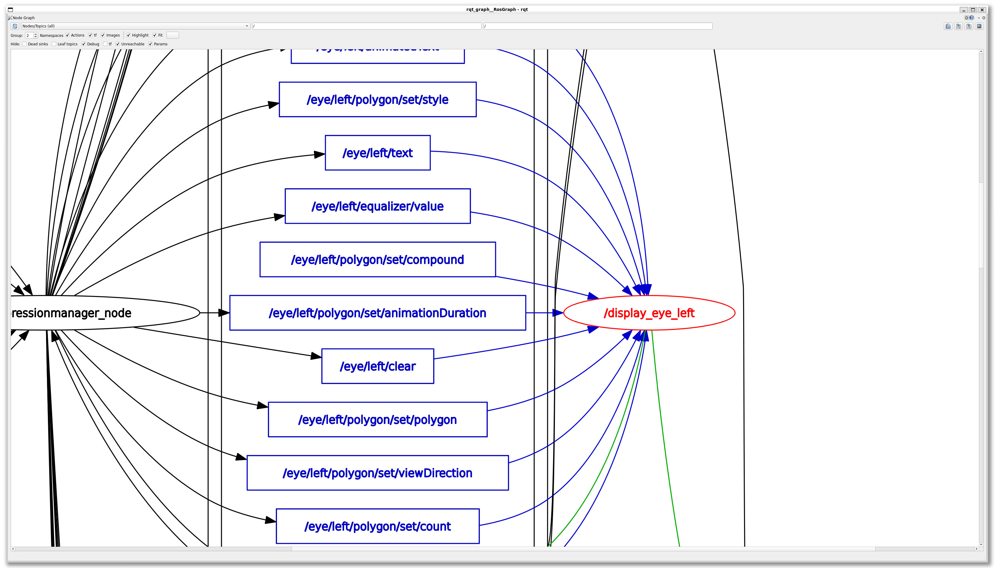 rqt_graph__RosGraph - rqt
Node Graph
D - O
Nodes/Topics (all) / /
Group: 2 Namespaces Actions tf Images Highlight Fit
Hide: Dead sinks Leaf topics Debug tf Unreachable Params
/eye/left/polygon/set/style
/eye/left/text
/eye/left/equalizer/value
/eye/left/polygon/set/compound
ressionmanager_node /eye/left/polygon/set/animationDuration /display_eye_left
/eye/left/clear
/eye/left/polygon/set/polygon
/eye/left/polygon/set/viewDirection
/eye/left/polygon/set/count